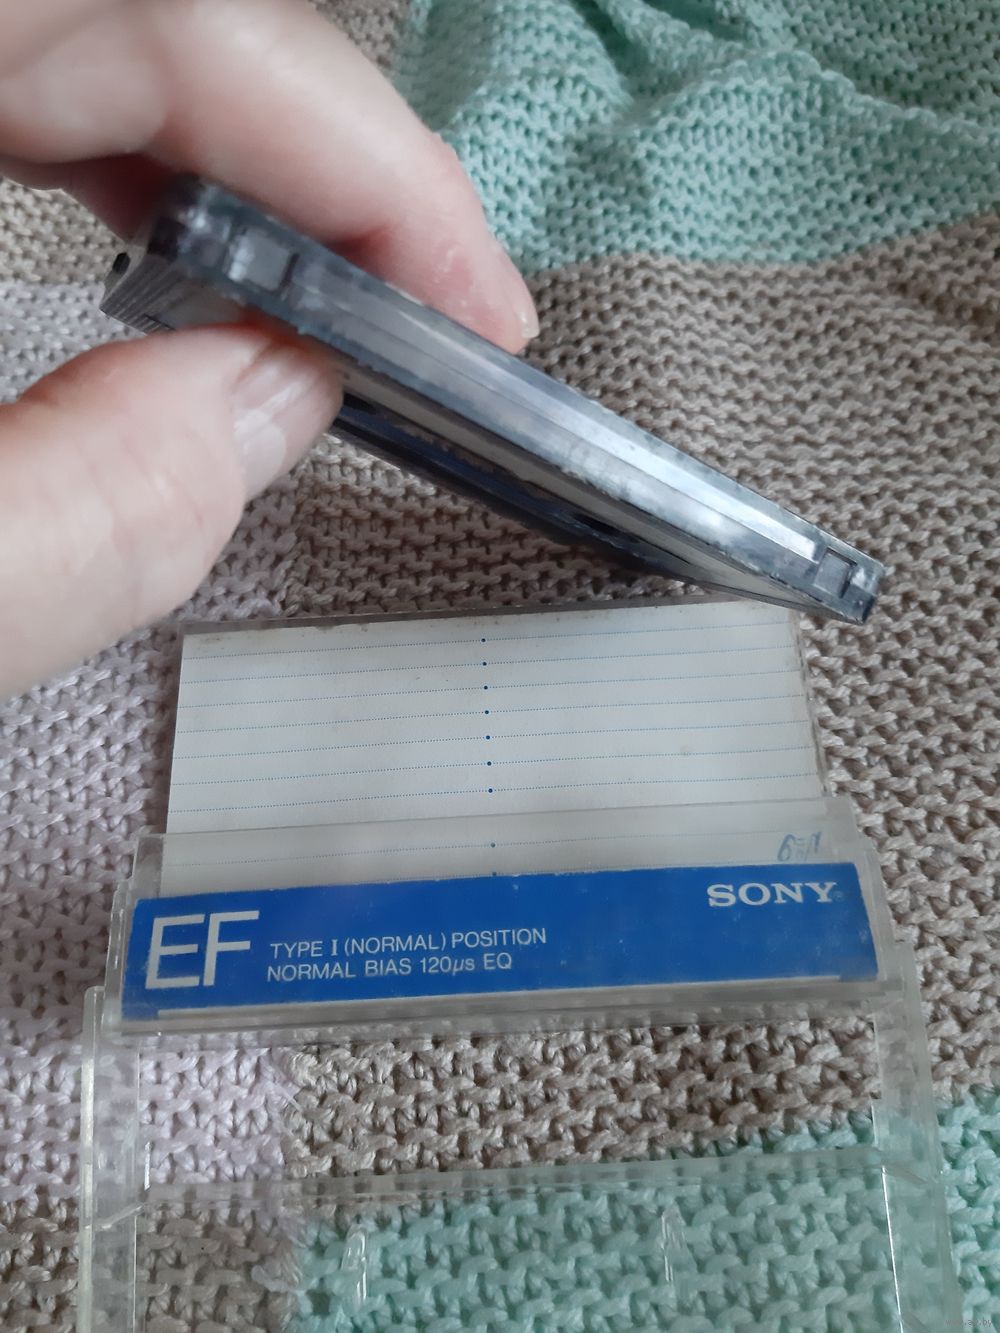 SONY
EF
TYPE I (NORMAL) POSITION
NORMAL BIAS 120µs EQ